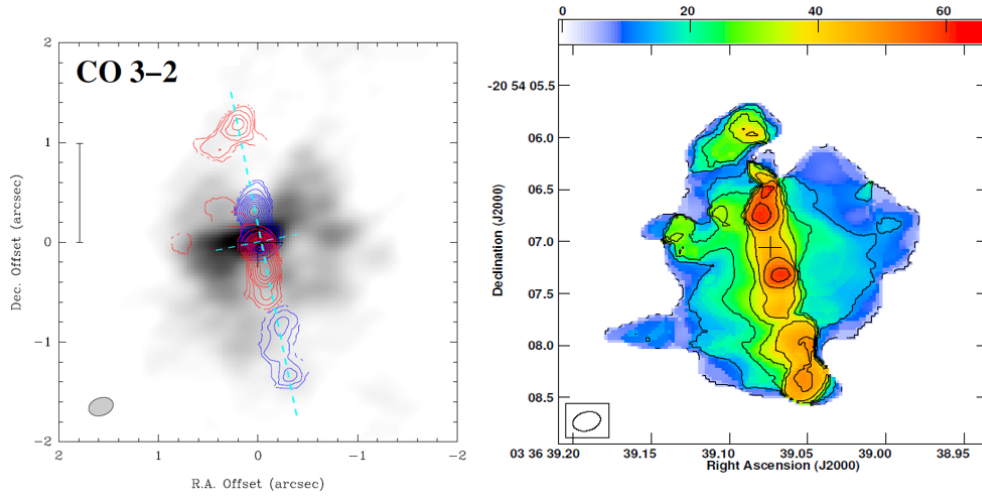 CO 3–2
2
1
0
-1
-2
Dec. Offset (arcsec)
2 1 0 -1 -2
R.A. Offset (arcsec)
0 20 40 60
-20 54 05.5
06.0
06.5
07.0
07.5
08.0
08.5
Declination (J2000)
03 36 39.20 39.15 39.10 39.05 39.00 38.95
Right Ascension (J2000)